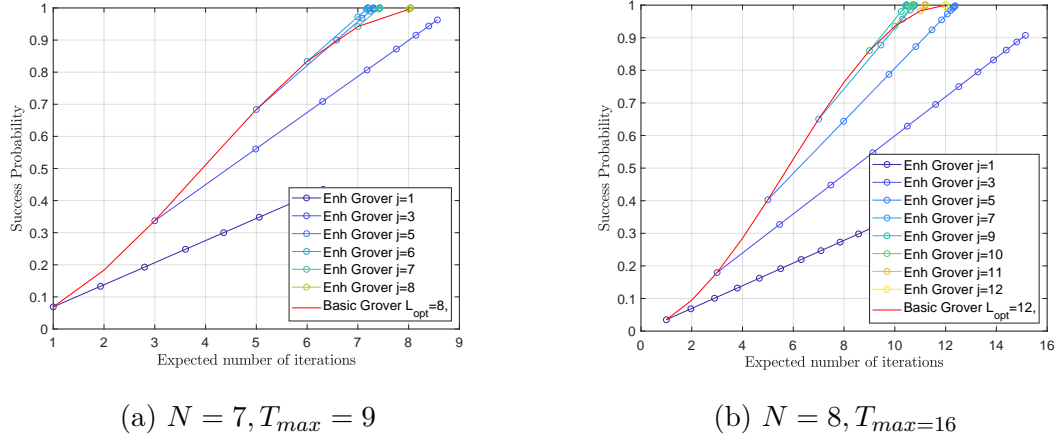 1
0.9
0.8
0.7
0.6
0.5
0.4
0.3
0.2
0.1
0
Success Probability
1 2 3 4 5 6 7 8 9
Expected number of iterations
Enh Grover j=1
Enh Grover j=3
Enh Grover j=5
Enh Grover j=6
Enh Grover j=7
Enh Grover j=8
Basic Grover L_opt=8,
(a) N = 7, T_max = 9
1
0.9
0.8
0.7
0.6
0.5
0.4
0.3
0.2
0.1
0
Success Probability
0 2 4 6 8 10 12 14 16
Expected number of iterations
Enh Grover j=1
Enh Grover j=3
Enh Grover j=5
Enh Grover j=7
Enh Grover j=9
Enh Grover j=10
Enh Grover j=11
Enh Grover j=12
Basic Grover L_opt=12,
(b) N = 8, T_max=16